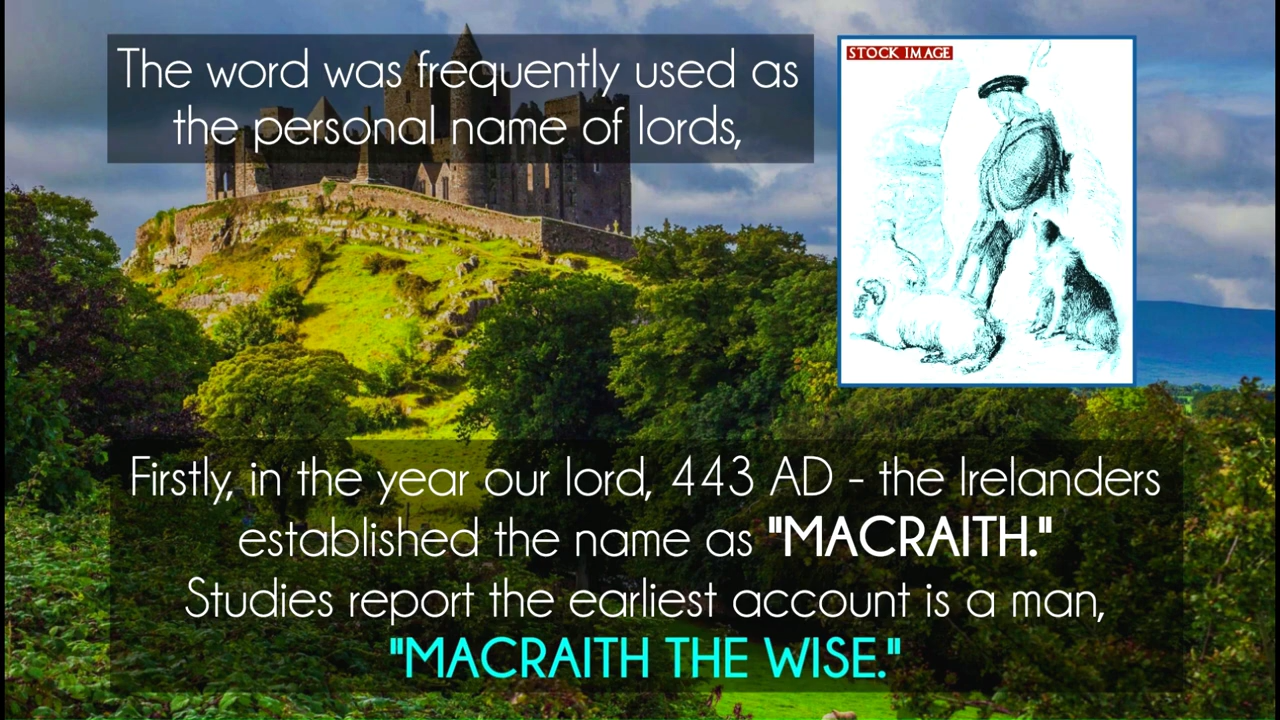 The word was frequently used as
the personal name of lords,
STOCK IMAGE
Firstly, in the year our lord, 443 AD - the Irelanders
established the name as "MACRAITH."
Studies report the earliest account is a man,
"MACRAITH THE WISE."